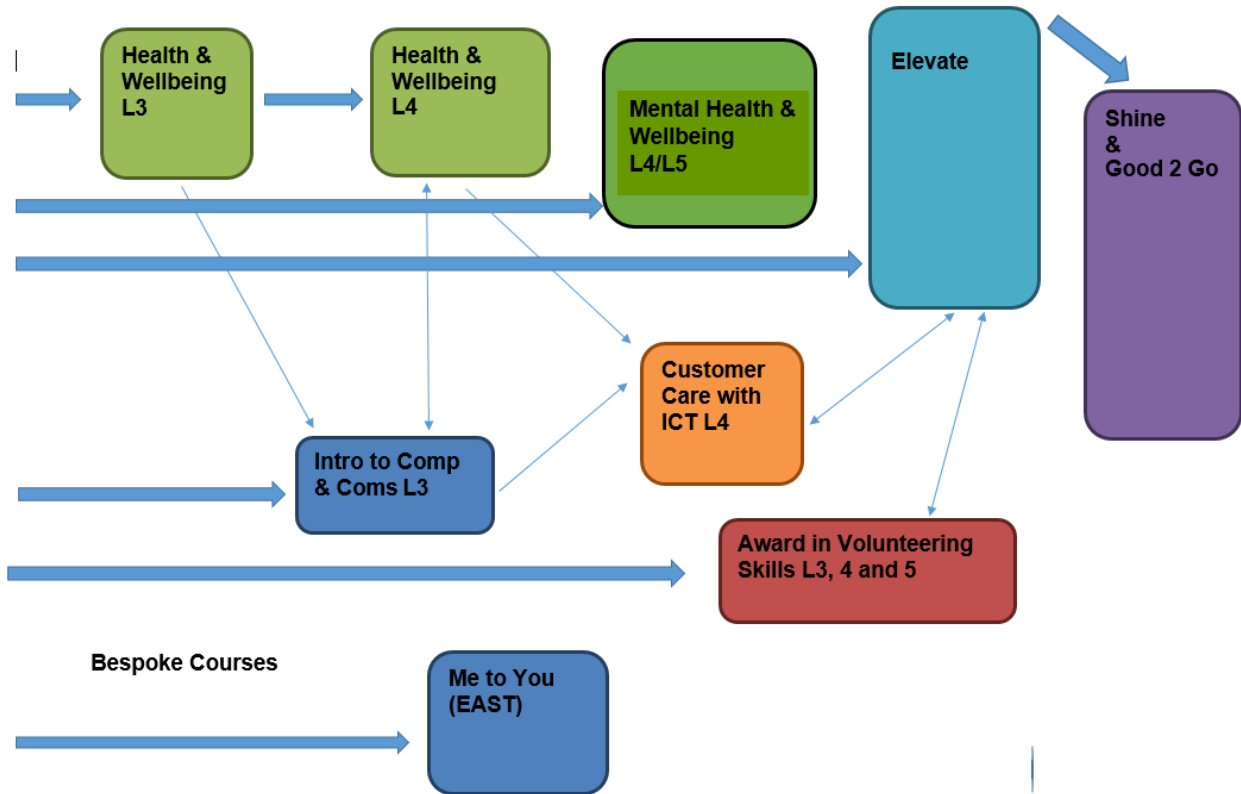 Health &
Wellbeing
L3
Health &
Wellbeing
L4
Mental Health &
Wellbeing
L4/L5
Elevate
Shine
&
Good 2 Go
Customer
Care with
ICT L4
Intro to Comp
& Coms L3
Award in Volunteering
Skills L3, 4 and 5
Bespoke Courses
Me to You
(EAST)